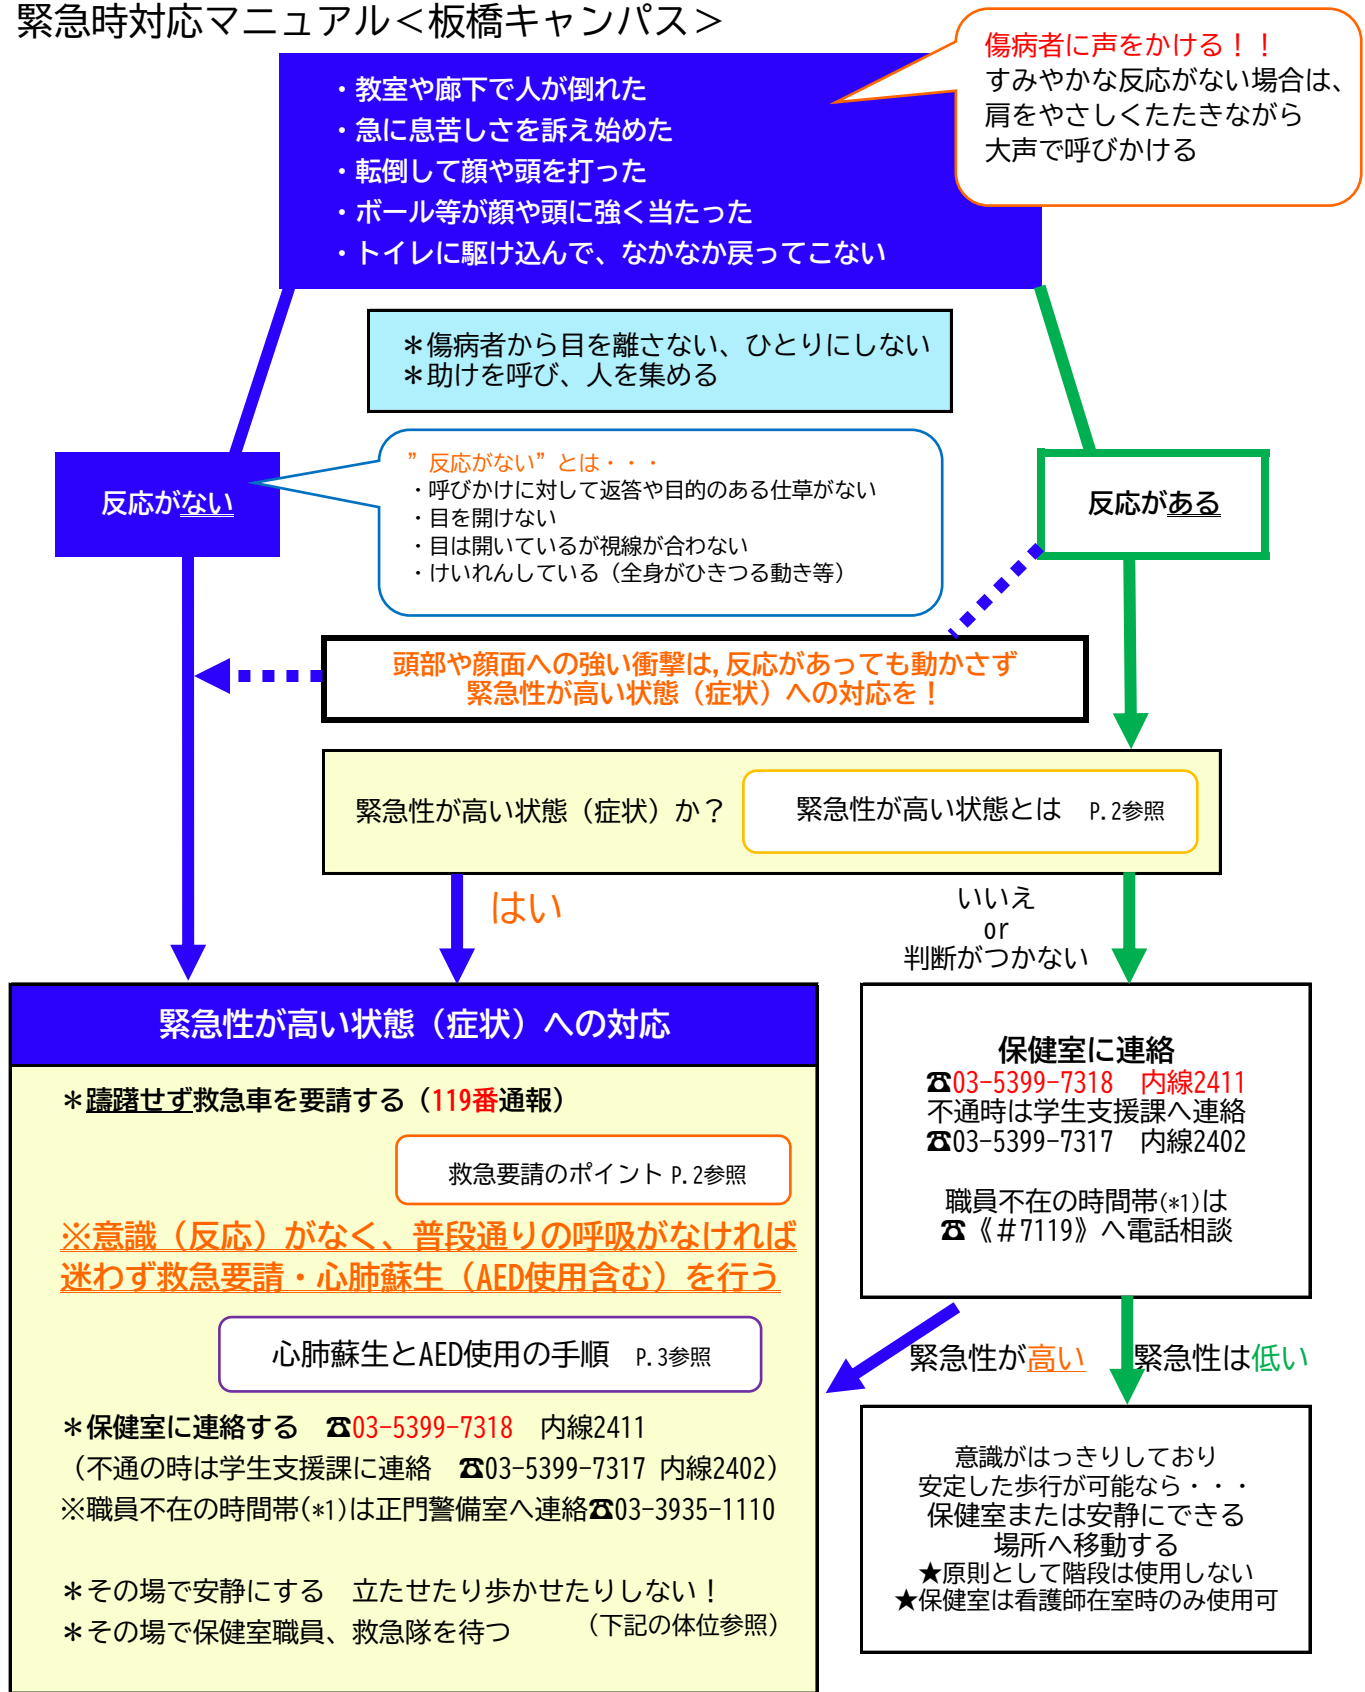 緊急時対応マニュアル＜板橋キャンパス＞
傷病者に声をかける！！
すみやかな反応がない場合は、
肩をやさしくたたきながら
大声で呼びかける
・教室や廊下で人が倒れた
・急に息苦しさを訴え始めた
・転倒して顔や頭を打った
・ボール等が顔や頭に強く当たった
・トイレに駆け込んで、なかなか戻ってこない
＊傷病者から目を離さない、ひとりにしない
＊助けを呼び、人を集める
反応がない
”反応がない”とは・・・
・呼びかけに対して返答や目的のある仕草がない
・目を開けない
・目は開いているが視線が合わない
・けいれんしている（全身がひきつる動き等）
反応がある
頭部や顔面への強い衝撃は,反応があっても動かさず
緊急性が高い状態（症状）への対応を！
緊急性が高い状態（症状）か？
緊急性が高い状態とは　P.2参照
はい
いいえ
or
判断がつかない
緊急性が高い状態（症状）への対応
＊躊躇せず救急車を要請する（119番通報）
救急要請のポイント P.2参照
※意識（反応）がなく、普段通りの呼吸がなければ
迷わず救急要請・心肺蘇生（AED使用含む）を行う
心肺蘇生とAED使用の手順　P.3参照
＊保健室に連絡する　☎03-5399-7318　内線2411
（不通の時は学生支援課に連絡　☎03-5399-7317 内線2402）
※職員不在の時間帯(*1)は正門警備室へ連絡☎03-3935-1110
＊その場で安静にする　立たせたり歩かせたりしない！
＊その場で保健室職員、救急隊を待つ　（下記の体位参照）
保健室に連絡
☎03-5399-7318　内線2411
不通時は学生支援課へ連絡
☎03-5399-7317　内線2402
職員不在の時間帯(*1)は
☎《＃7119》へ電話相談
緊急性が高い
緊急性は低い
意識がはっきりしており
安定した歩行が可能なら・・・
保健室または安静にできる
場所へ移動する
★原則として階段は使用しない
★保健室は看護師在室時のみ使用可